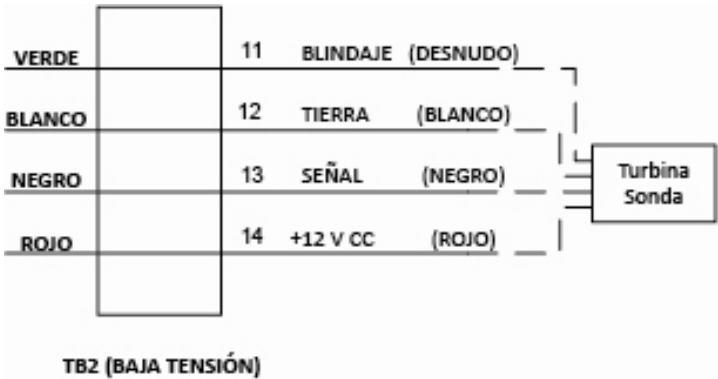 VERDE 11 BLINDAJE (DESNUDO)
BLANCO 12 TIERRA (BLANCO)
NEGRO 13 SEÑAL (NEGRO)
ROJO 14 +12 V CC (ROJO)
Turbina
Sonda
TB2 (BAJA TENSIÓN)